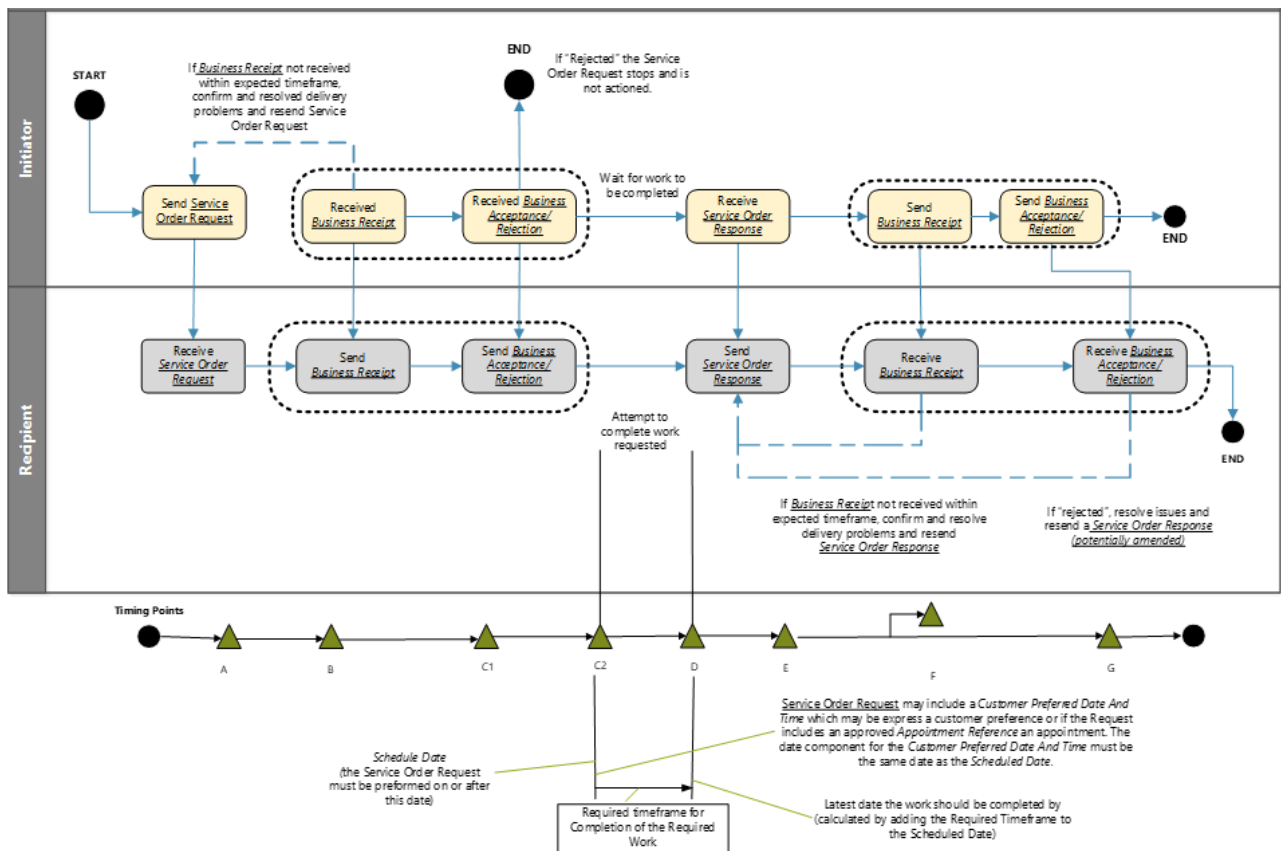 START
If Business Receipt not received
within expected timeframe,
confirm and resolved delivery
problems and resend Service
Order Request
END
If "Rejected" the Service
Order Request stops and is
not actioned.
Initiator
Send Service
Order Request
Received
Business Receipt
Received Business
Acceptance/
Rejection
Wait for work to
be completed
Receive
Service Order
Response
Send
Business Receipt
Send Business
Acceptance/
Rejection
END
Recipient
Receive
Service Order
Request
Send
Business Receipt
Send Business
Acceptance/
Rejection
Send
Service Order
Response
Receive
Business Receipt
Receive Business
Acceptance/
Rejection
Attempt to
complete work
requested
END
If Business Receipt not received within
expected timeframe, confirm and resolve
delivery problems and resend
Service Order Response
If "rejected", resolve issues and
resend a Service Order Response
(potentially amended)
Timing Points
A
B
C1
C2
D
E
F
G
Service Order Request may include a Customer Preferred Date And
Time which may be express a customer preference or if the Request
includes an approved Appointment Reference an appointment. The
date component for the Customer Preferred Date And Time must be
the same date as the Scheduled Date.
Schedule Date
(the Service Order Request
must be preformed on or after
this date)
Required timeframe for
Completion of the Required
Work
Latest date the work should be completed by
(calculated by adding the Required Timeframe to
the Scheduled Date)